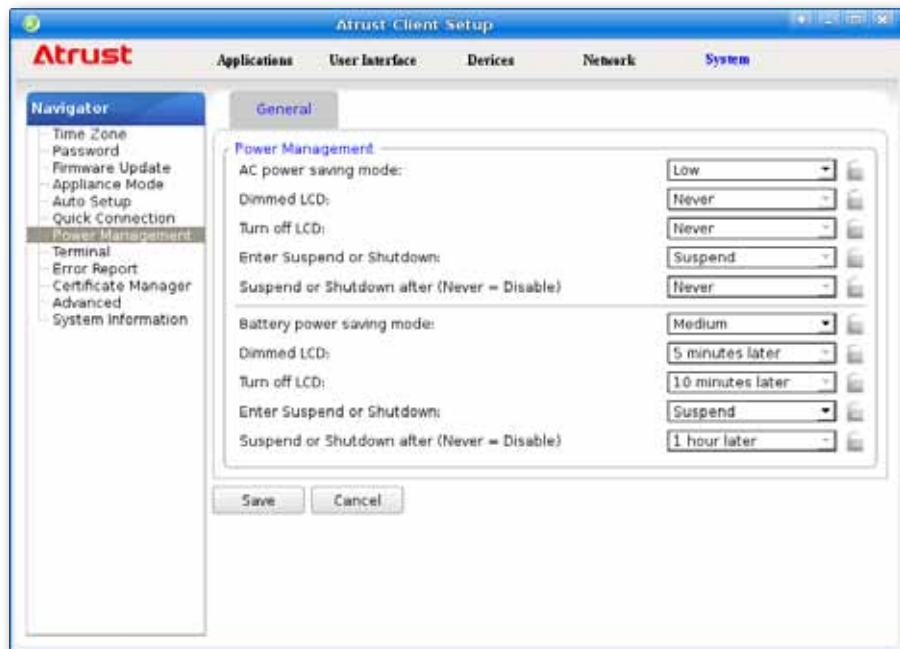 Atrust Client Setup
Atrust
Applications User Interface Devices Network System
Navigator
Time Zone
Password
Firmware Update
Appliance Mode
Auto Setup
Quick Connection
Power Management
Terminal
Error Report
Certificate Manager
Advanced
System Information
General
Power Management
AC power saving mode: Low
Dimmed LCD: Never
Turn off LCD: Never
Enter Suspend or Shutdown: Suspend
Suspend or Shutdown after (Never = Disable) Never
Battery power saving mode: Medium
Dimmed LCD: 5 minutes later
Turn off LCD: 10 minutes later
Enter Suspend or Shutdown: Suspend
Suspend or Shutdown after (Never = Disable) 1 hour later
Save Cancel